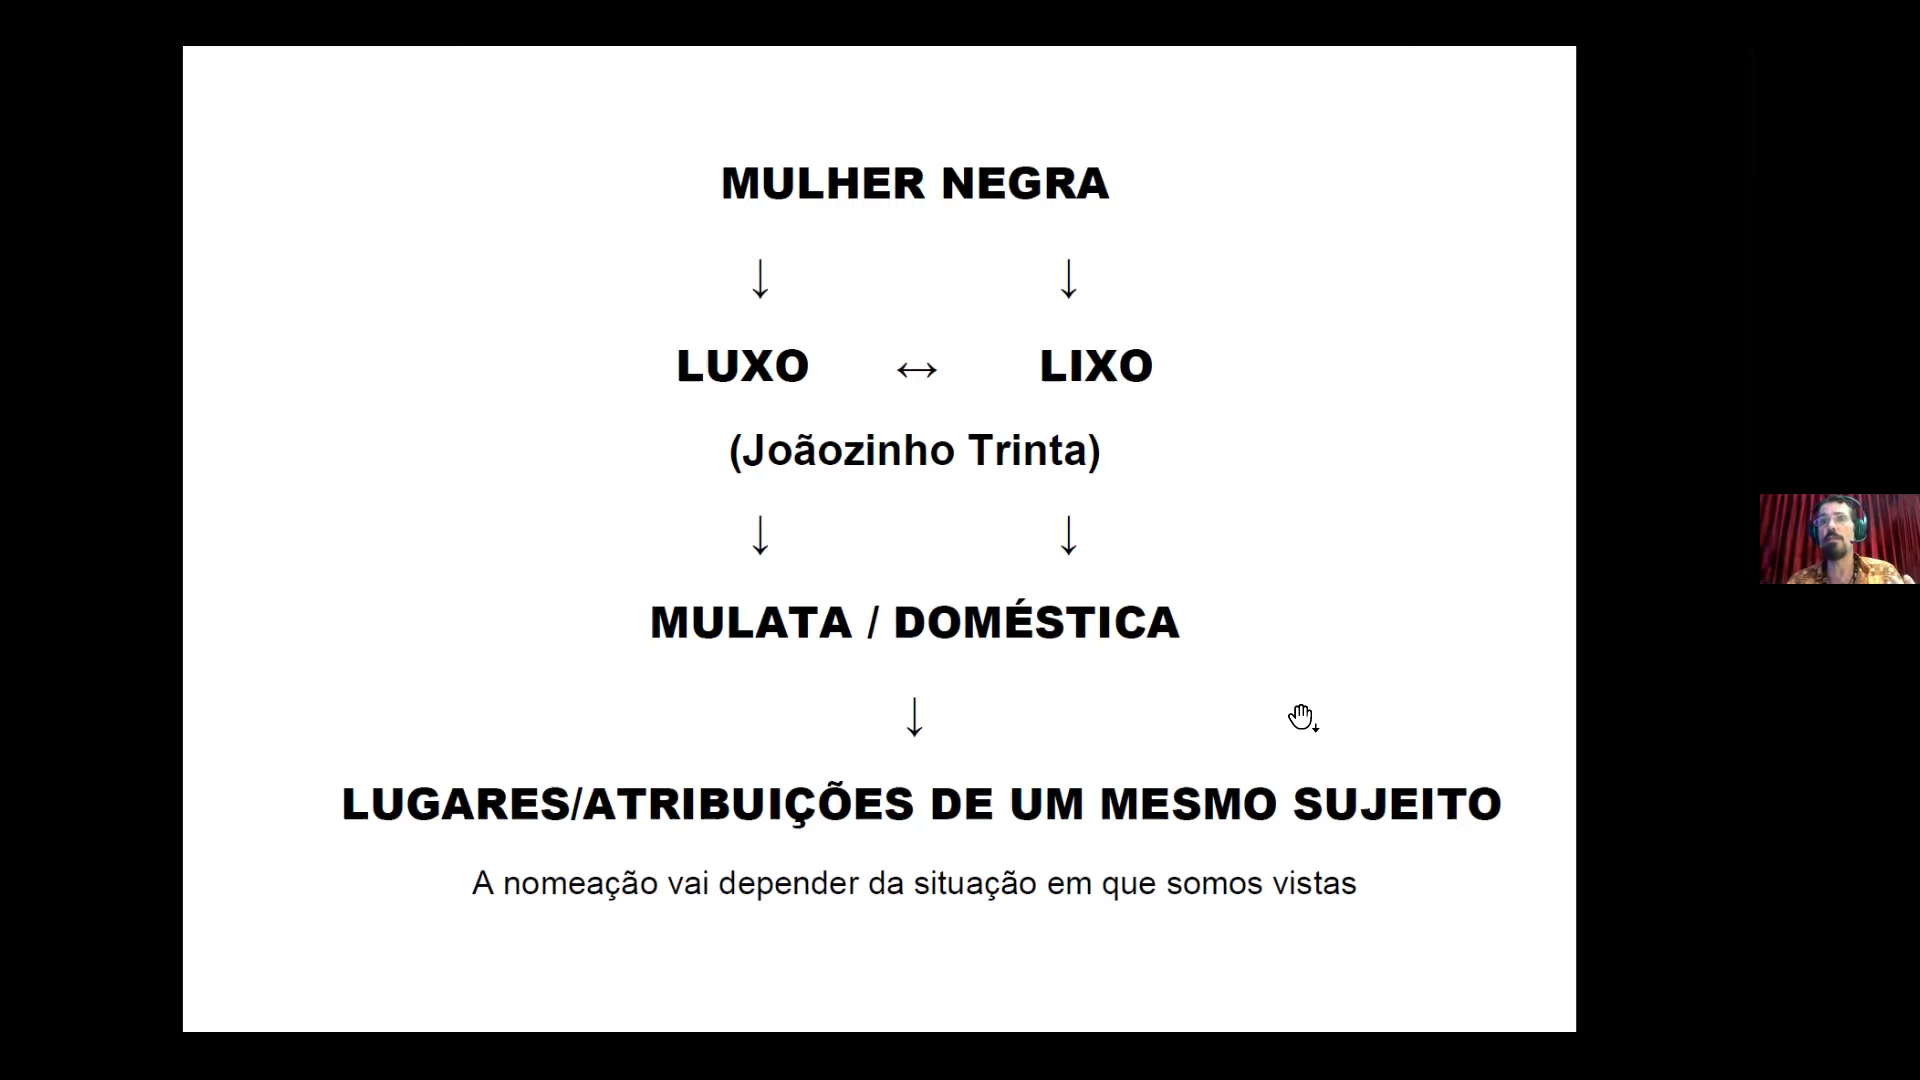 MULHER NEGRA
↓ ↓
LUXO ↔ LIXO
(Joãozinho Trinta)
↓ ↓
MULATA / DOMÉSTICA
↓
LUGARES/ATRIBUIÇÕES DE UM MESMO SUJEITO
A nomeação vai depender da situação em que somos vistas